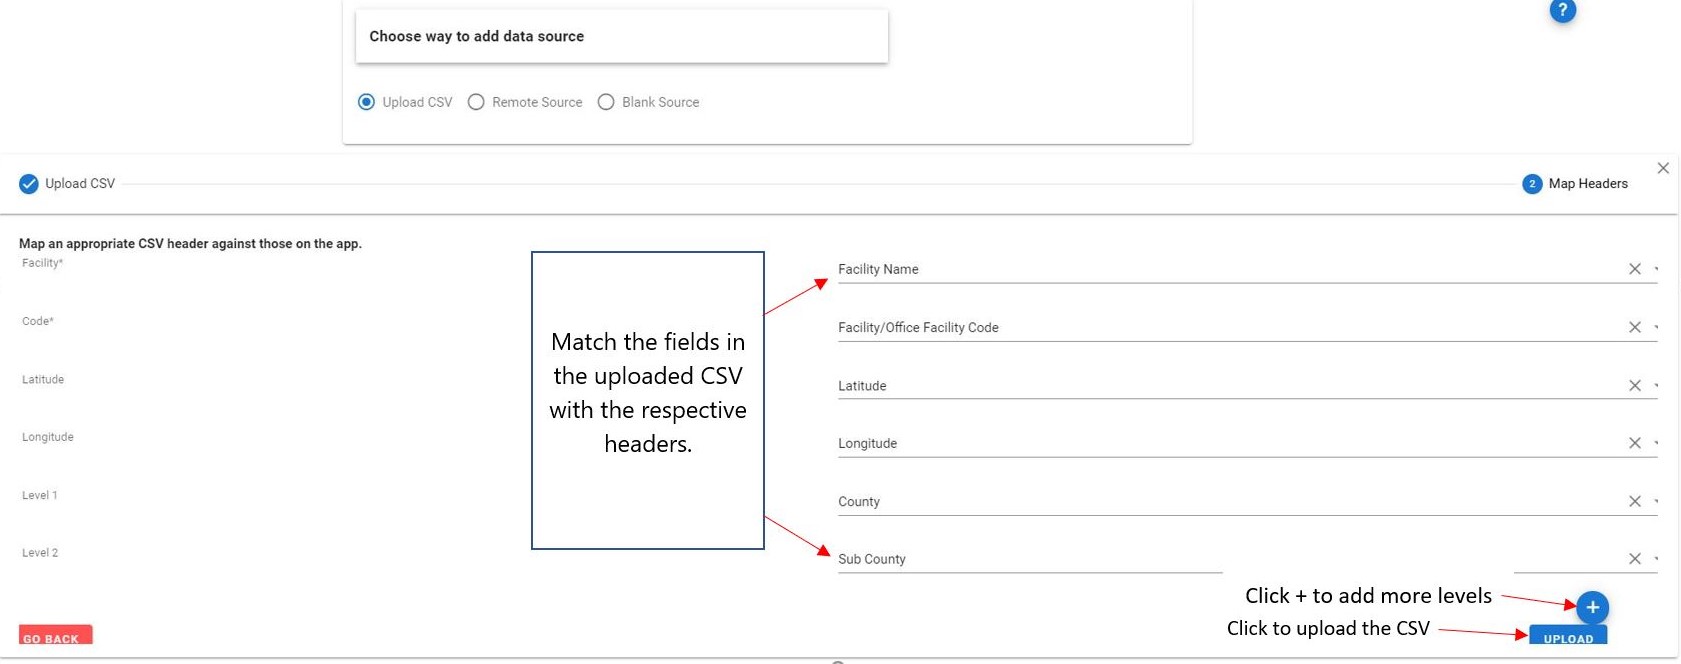 ?
Choose way to add data source
Upload CSV Remote Source Blank Source
Upload CSV 2 Map Headers
Map an appropriate CSV header against those on the app.
Facility* Facility Name
Code* Facility/Office Facility Code
Latitude Latitude
Longitude Longitude
Level 1 County
Level 2 Sub County
Match the fields in
the uploaded CSV
with the respective
headers.
Click + to add more levels +
Click to upload the CSV
GO BACK UPLOAD